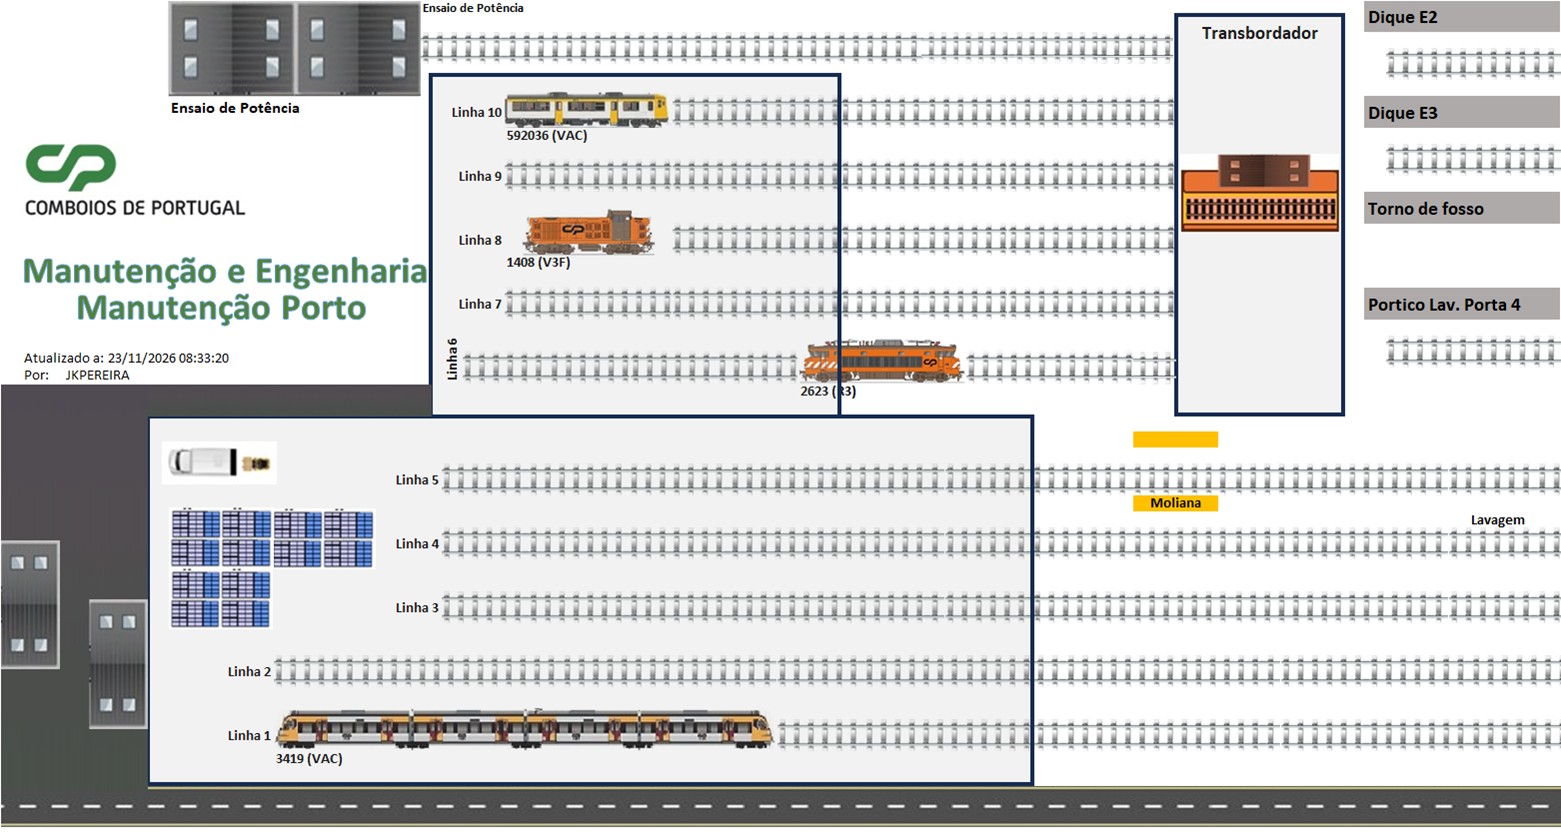 Ensaio de Potência
Dique E2
Transbordador
Ensaio de Potência
Linha 10
592036 (VAC)
Dique E3
CP
COMBOIOS DE PORTUGAL
Linha 9
Torno de fosso
Linha 8
1408 (V3F)
Manutenção e Engenharia
Manutenção Porto
Linha 7
Portico Lav. Porta 4
Atualizado a: 23/11/2026 08:33:20
Por: JKPEREIRA
Linha 6
2623 (R3)
Linha 5
Moliana
Lavagem
Linha 4
Linha 3
Linha 2
Linha 1
3419 (VAC)